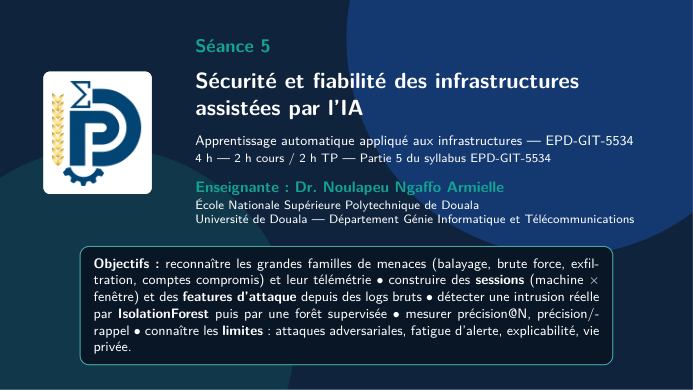 Séance 5
Sécurité et fiabilité des infrastructures
assistées par l'IA
Apprentissage automatique appliqué aux infrastructures — EPD-GIT-5534
4 h — 2 h cours / 2 h TP — Partie 5 du syllabus EPD-GIT-5534
Enseignante : Dr. Noulapeu Ngaffo Armielle
École Nationale Supérieure Polytechnique de Douala
Université de Douala — Département Génie Informatique et Télécommunications
Objectifs : reconnaître les grandes familles de menaces (balayage, brute force, exfil-
tration, comptes compromis) et leur télémétrie • construire des sessions (machine ×
fenêtre) et des features d'attaque depuis des logs bruts • détecter une intrusion réelle
par IsolationForest puis par une forêt supervisée • mesurer précision@N, précision/-
rappel • connaître les limites : attaques adversariales, fatigue d'alerte, explicabilité, vie
privée.